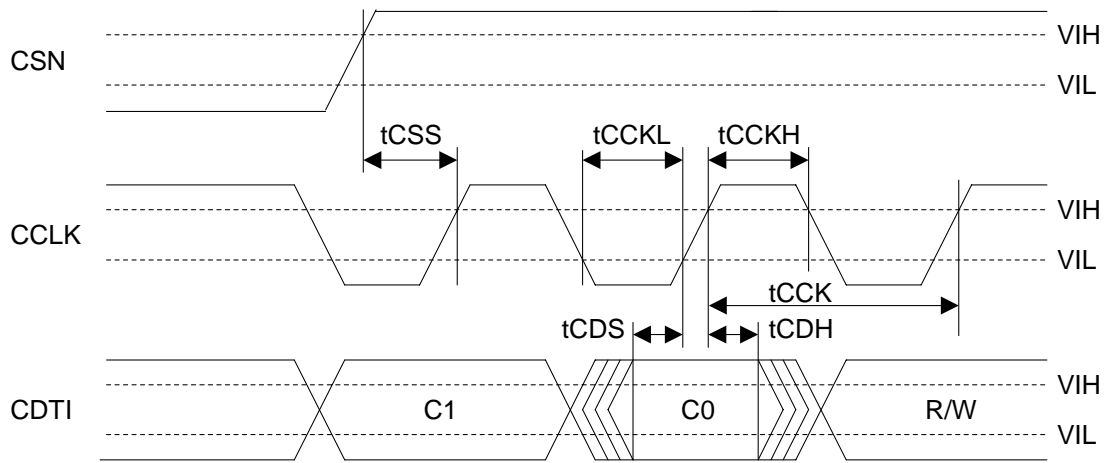 CSN
VIH
VIL
tCSS
tCCKL
tCCKH
CCLK
VIH
VIL
tCCK
tCDS
tCDH
CDTI
C1
C0
R/W
VIH
VIL